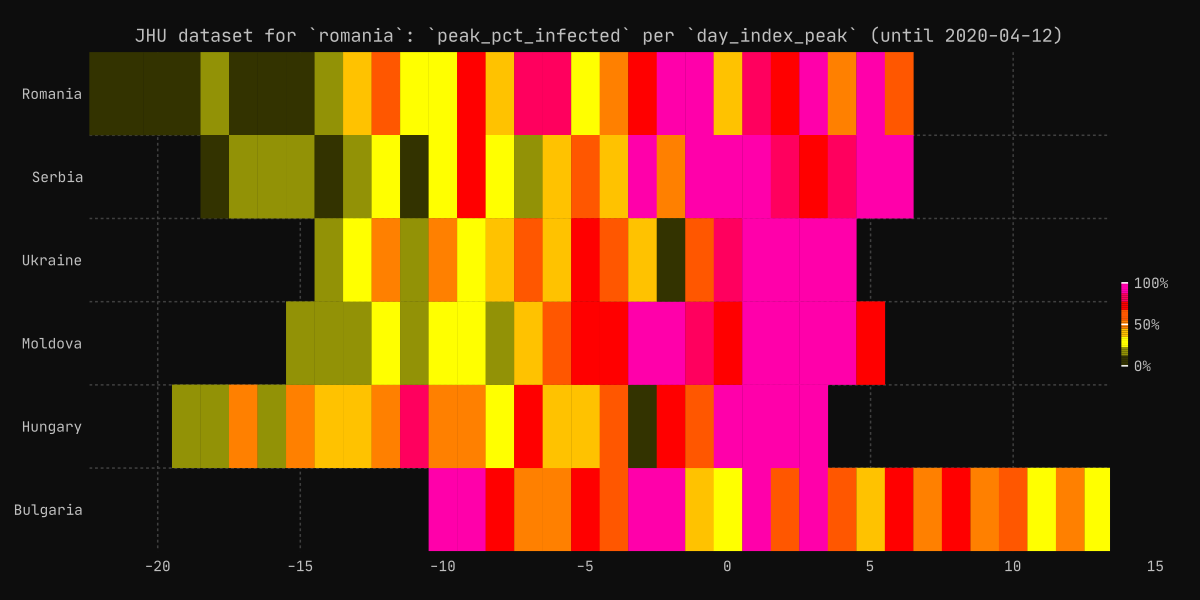 JHU dataset for `romania`: `peak_pct_infected` per `day_index_peak` (until 2020-04-12)
Romania
Serbia
Ukraine
Moldova
Hungary
Bulgaria
100%
50%
0%
-20 -15 -10 -5 0 5 10 15